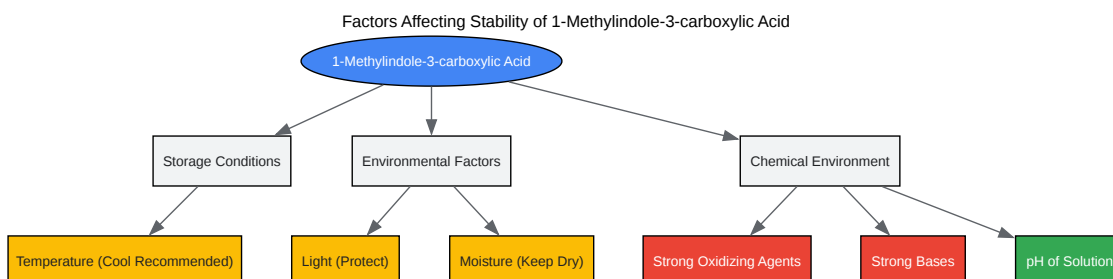 Factors Affecting Stability of 1-Methylindole-3-carboxylic Acid
1-Methylindole-3-carboxylic Acid
Storage Conditions
Environmental Factors
Chemical Environment
Temperature (Cool Recommended)
Light (Protect)
Moisture (Keep Dry)
Strong Oxidizing Agents
Strong Bases
pH of Solution